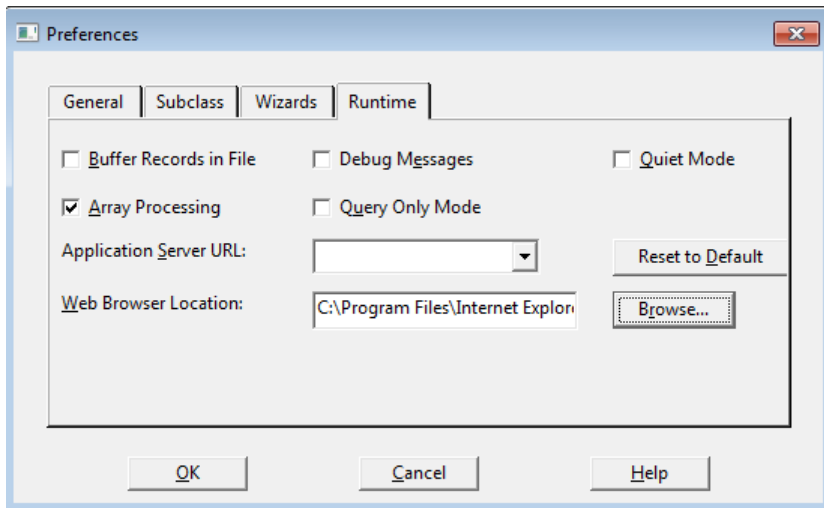 Preferences
General Subclass Wizards Runtime
Buffer Records in File Debug Messages Quiet Mode
Array Processing Query Only Mode
Application Server URL: Reset to Default
Web Browser Location: C:\Program Files\Internet Explor Browse...
OK Cancel Help